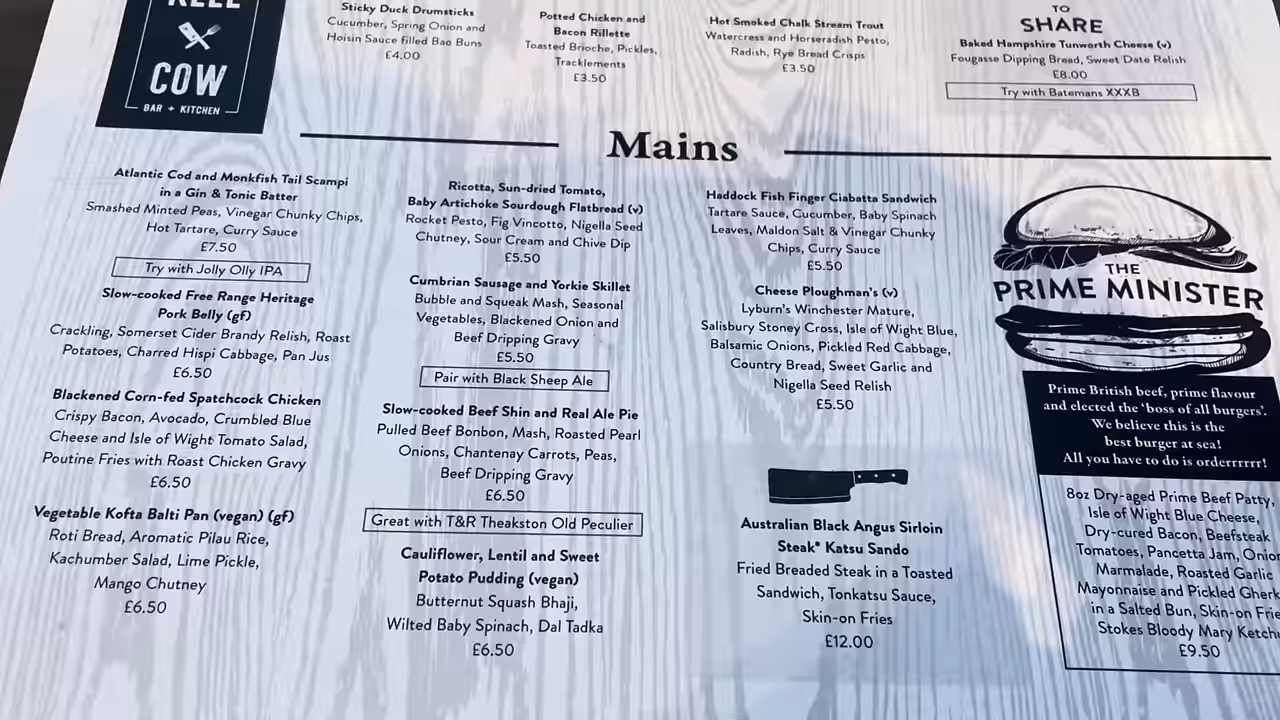 COW
BAR + KITCHEN
Sticky Duck Drumsticks
Cucumber, Spring Onion and
Hoisin Sauce filled Bao Buns
£4.00
Potted Chicken and
Bacon Rillette
Toasted Brioche, Pickles,
Tracklements
£3.50
Hot Smoked Chalk Stream Trout
Watercress and Horseradish Pesto,
Radish, Rye Bread Crisps
£3.50
TO
SHARE
Baked Hampshire Tunworth Cheese (v)
Fougasse Dipping Bread, Sweet Date Relish
£8.00
Try with Batemans XXXB
Mains
Atlantic Cod and Monkfish Tail Scampi
in a Gin & Tonic Batter
Smashed Minted Peas, Vinegar Chunky Chips,
Hot Tartare, Curry Sauce
£7.50
Try with Jolly Olly IPA
Slow-cooked Free Range Heritage
Pork Belly (gf)
Crackling, Somerset Cider Brandy Relish, Roast
Potatoes, Charred Hispi Cabbage, Pan Jus
£6.50
Blackened Corn-fed Spatchcock Chicken
Crispy Bacon, Avocado, Crumbled Blue
Cheese and Isle of Wight Tomato Salad,
Poutine Fries with Roast Chicken Gravy
£6.50
Vegetable Kofta Balti Pan (vegan) (gf)
Roti Bread, Aromatic Pilau Rice,
Kachumber Salad, Lime Pickle,
Mango Chutney
£6.50
Ricotta, Sun-dried Tomato,
Baby Artichoke Sourdough Flatbread (v)
Rocket Pesto, Fig Vincotto, Nigella Seed
Chutney, Sour Cream and Chive Dip
£5.50
Cumbrian Sausage and Yorkie Skillet
Bubble and Squeak Mash, Seasonal
Vegetables, Blackened Onion and
Beef Dripping Gravy
£5.50
Pair with Black Sheep Ale
Slow-cooked Beef Shin and Real Ale Pie
Pulled Beef Bonbon, Mash, Roasted Pearl
Onions, Chantenay Carrots, Peas,
Beef Dripping Gravy
£6.50
Great with T&R Theakston Old Peculier
Cauliflower, Lentil and Sweet
Potato Pudding (vegan)
Butternut Squash Bhaji,
Wilted Baby Spinach, Dal Tadka
£6.50
Haddock Fish Finger Ciabatta Sandwich
Tartare Sauce, Cucumber, Baby Spinach
Leaves, Maldon Salt & Vinegar Chunky
Chips, Curry Sauce
£5.50
Cheese Ploughman's (v)
Lyburn's Winchester Mature,
Salisbury Stoney Cross, Isle of Wight Blue,
Balsamic Onions, Pickled Red Cabbage,
Country Bread, Sweet Garlic and
Nigella Seed Relish
£5.50
Australian Black Angus Sirloin
Steak* Katsu Sando
Fried Breaded Steak in a Toasted
Sandwich, Tonkatsu Sauce,
Skin-on Fries
£12.00
THE
PRIME MINISTER
Prime British beef, prime flavour
and elected the 'boss of all burgers'.
We believe this is the
best burger at sea!
All you have to do is orderrrrrr!
8oz Dry-aged Prime Beef Patty,
Isle of Wight Blue Cheese,
Dry-cured Bacon, Beefsteak
Tomatoes, Pancetta Jam, Onion
Marmalade, Roasted Garlic
Mayonnaise and Pickled Gherk
in a Salted Bun, Skin-on Frie
Stokes Bloody Mary Ketch
£9.50